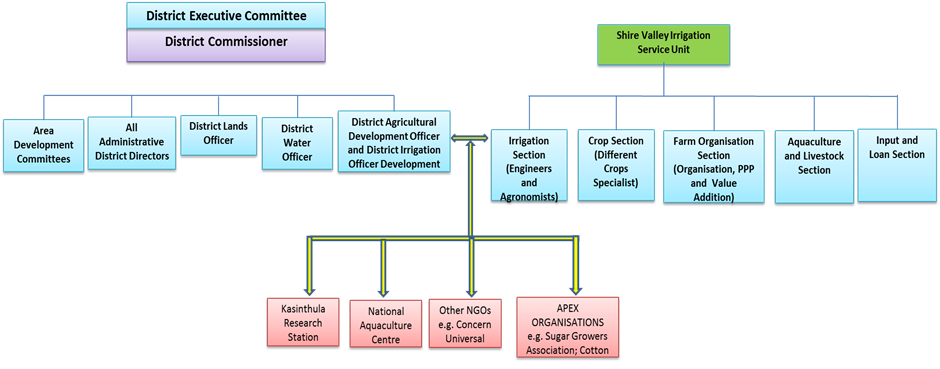 District Executive Committee
District Commissioner
Shire Valley Irrigation
Service Unit
Area
Development
Committees
All
Administrative
District Directors
District Lands
Officer
District
Water
Officer
District Agricultural
Development Officer
and District Irrigation
Officer Development
Irrigation
Section
(Engineers
and
Agronomists)
Crop Section
(Different
Crops
Specialist)
Farm Organisation
Section
(Organisation, PPP
and Value
Addition)
Aquaculture
and Livestock
Section
Input and
Loan Section
Kasinthula
Research
Station
National
Aquaculture
Centre
Other NGOs
e.g. Concern
Universal
APEX
ORGANISATIONS
e.g. Sugar Growers
Association; Cotton